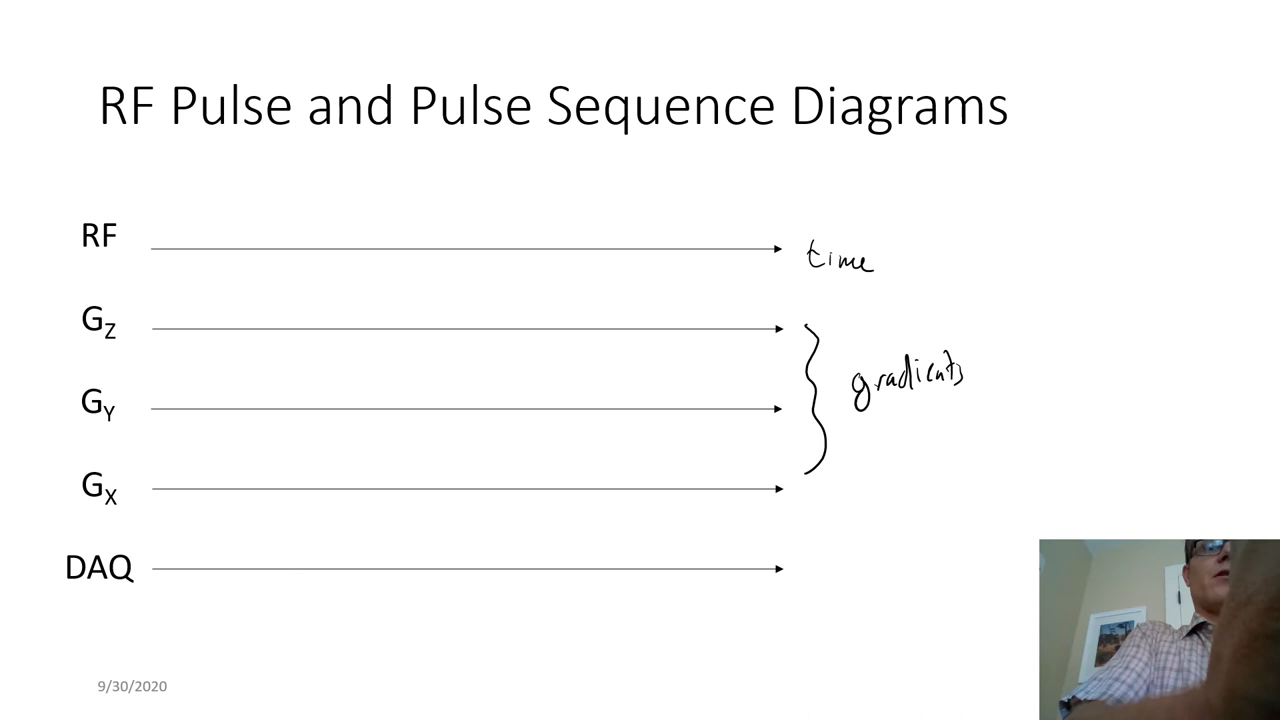 RF Pulse and Pulse Sequence Diagrams
RF
time
G_Z
gradients
G_Y
G_X
DAQ
9/30/2020